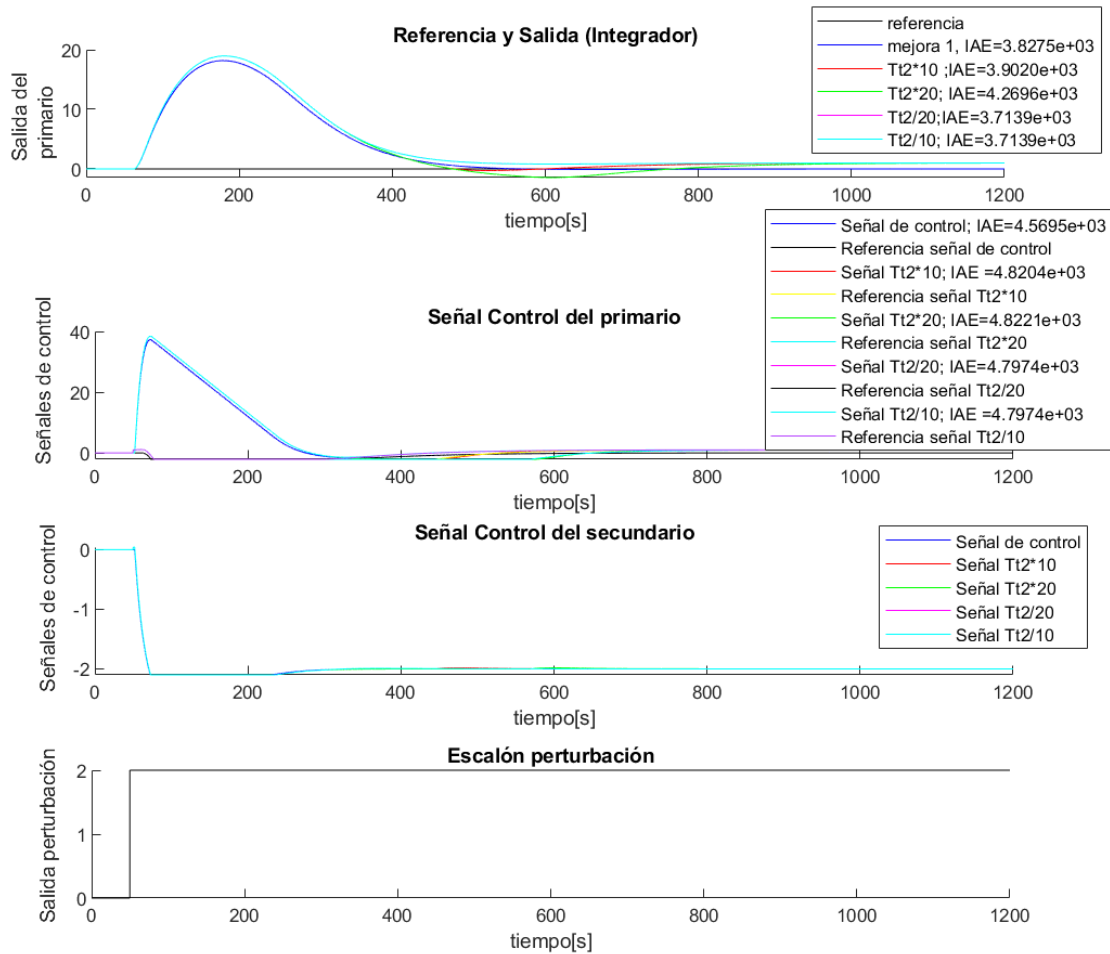 Referencia y Salida (Integrador)
Salida del
primario
20
10
0
0
200
400
600
800
1000
1200
tiempo[s]
referencia
mejora 1, IAE=3.8275e+03
Tt2*10 ;IAE=3.9020e+03
Tt2*20; IAE=4.2696e+03
Tt2/20;IAE=3.7139e+03
Tt2/10; IAE=3.7139e+03
Señal Control del primario
Señales de control
40
20
0
0
200
400
600
800
1000
1200
tiempo[s]
Señal de control; IAE=4.5695e+03
Referencia señal de control
Señal Tt2*10; IAE =4.8204e+03
Referencia señal Tt2*10
Señal Tt2*20; IAE=4.8221e+03
Referencia señal Tt2*20
Señal Tt2/20; IAE=4.7974e+03
Referencia señal Tt2/20
Señal Tt2/10; IAE =4.7974e+03
Referencia señal Tt2/10
Señal Control del secundario
Señales de control
0
-1
-2
0
200
400
600
800
1000
1200
tiempo[s]
Señal de control
Señal Tt2*10
Señal Tt2*20
Señal Tt2/20
Señal Tt2/10
Escalón perturbación
Salida perturbación
2
1
0
0
200
400
600
800
1000
1200
tiempo[s]